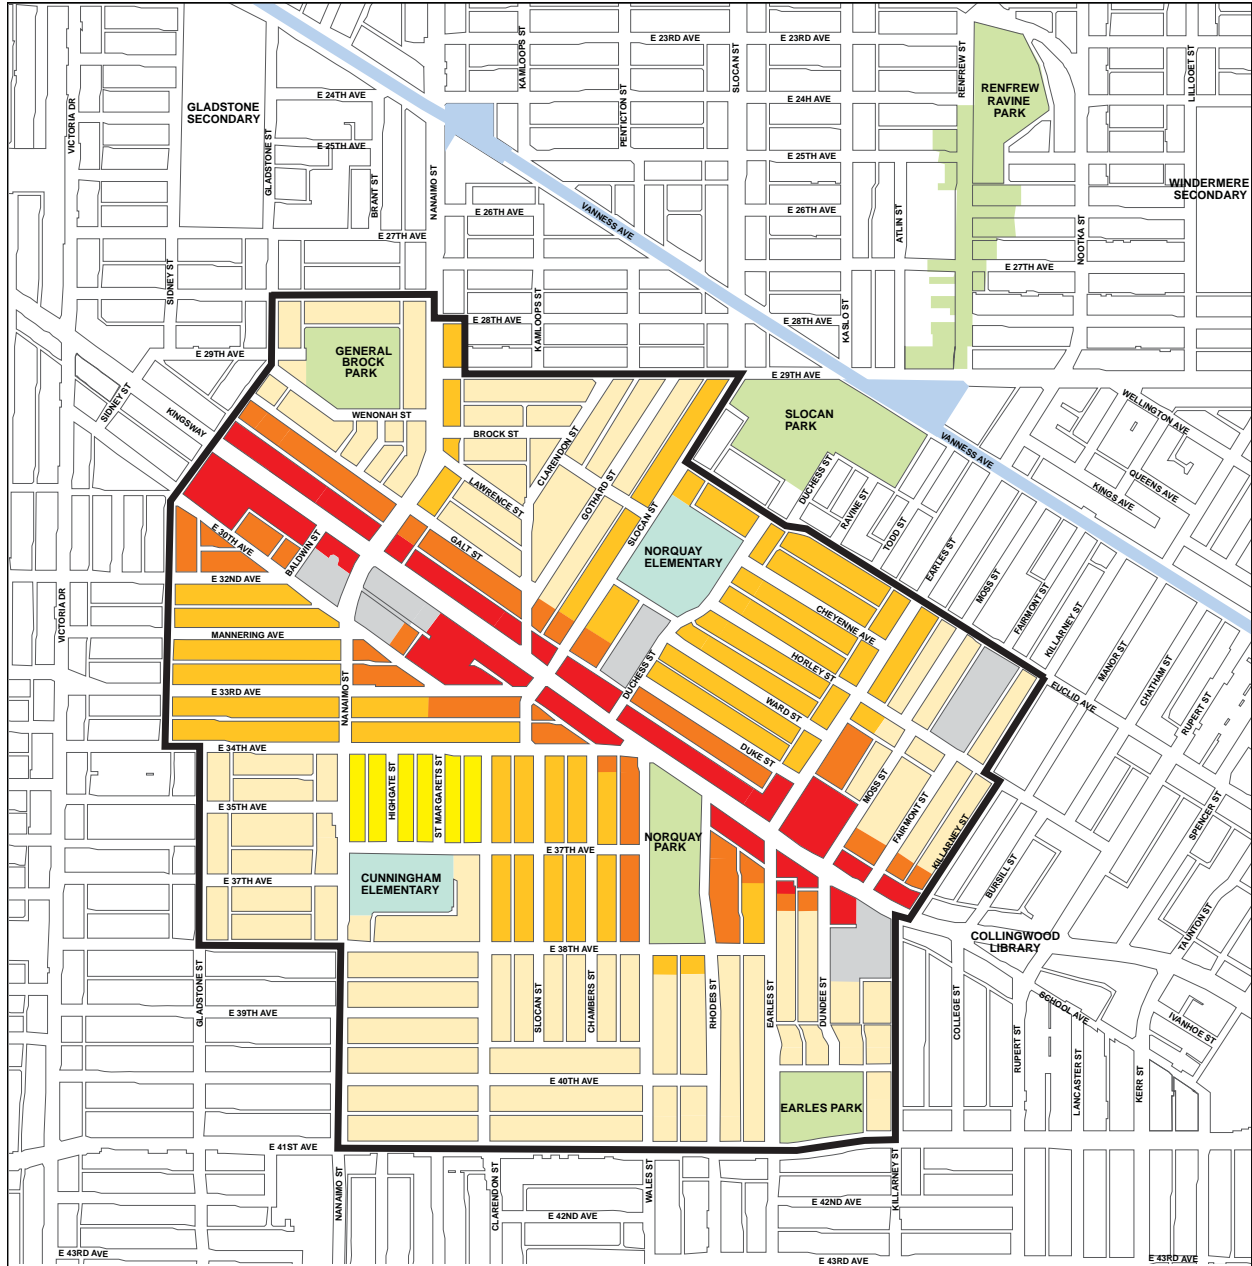 E 23RD AVE
E 23RD AVE
KAMLOOPS ST
SLOCAN ST
RENFREW ST
LILLOOET ST
VICTORIA DR
GLADSTONE
SECONDARY
E 24TH AVE
PENTICTON ST
E 24H AVE
RENFREW
RAVINE
PARK
GLADSTONE ST
E 25TH AVE
E 25TH AVE
BRANT ST
NANAIMO ST
WINDERMERE
SECONDARY
E 26TH AVE
VANNESS AVE
E 26TH AVE
ATLIN ST
NOOTKA ST
E 27TH AVE
E 27TH AVE
SIDNEY ST
E 28TH AVE
KAMLOOPS ST
E 28TH AVE
KASLO ST
E 29TH AVE
GENERAL
BROCK
PARK
E 29TH AVE
SIDNEY ST
KINGSWAY
WENONAH ST
BROCK ST
CLARENDON ST
SLOCAN
PARK
WELLINGTON AVE
VANNESS AVE
LAWRENCE ST
GOTHARD ST
DUCHESS ST
RAVINE ST
TODD ST
QUEENS AVE
KINGS AVE
E 30TH AVE
BALDWIN ST
GALT ST
SLOCAN ST
NORQUAY
ELEMENTARY
EARLES ST
MOSS ST
FAIRMONT ST
KILLARNEY ST
E 32ND AVE
VICTORIA DR
MANNERING AVE
CHEYENNE AVE
HORLEY ST
MANOR ST
CHATHAM ST
RUPERT ST
E 33RD AVE
NANAIMO ST
DUCHESS ST
WARD ST
EUCLID AVE
E 34TH AVE
DUKE ST
HIGHGATE ST
ST MARGARETS ST
MOSS ST
FAIRMONT ST
KILLARNEY ST
SPENCER ST
E 35TH AVE
NORQUAY
PARK
E 37TH AVE
E 37TH AVE
CUNNINGHAM
ELEMENTARY
BURSILL ST
TAUNTON ST
COLLINGWOOD
LIBRARY
E 38TH AVE
GLADSTONE ST
SLOCAN ST
CHAMBERS ST
RHODES ST
EARLES ST
DUNDEE ST
COLLEGE ST
SCHOOL AVE
IVANHOE ST
E 39TH AVE
RUPERT ST
LANCASTER ST
KERR ST
E 40TH AVE
EARLES PARK
E 41ST AVE
NANAIMO ST
CLARENDON ST
WALES ST
KILLARNEY ST
E 42ND AVE
E 42ND AVE
E 43RD AVE
E 43RD AVE
E 43RD AVE